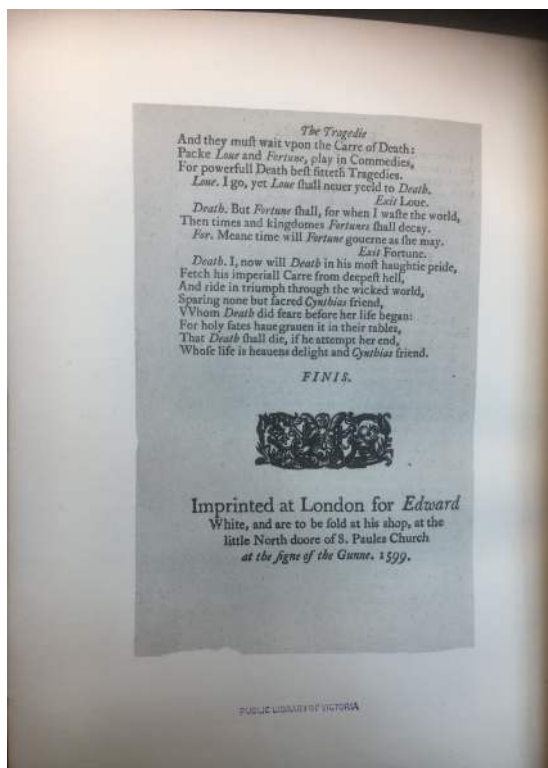 The Tragedie
And they muſt wait vpon the Carre of Death:
Packe Loue and Fortune, play in Commedies,
For powerfull Death beſt fitteth Tragedies.
Loue. I go, yet Loue ſhall neuer yeeld to Death.
Exit Loue.
Death. But Fortune ſhall, for when I waſte the world,
Then times and kingdomes Fortunes ſhall decay.
For. Meane time will Fortune gouerne as ſhe may.
Exit Fortune.
Death. I, now will Death in his moſt haughtie pride,
Fetch his imperiall Carre from deepeſt hell,
And ride in triumph through the wicked world,
Sparing none but ſacred Cynthias friend,
VVhom Death did feare before her life began:
For holy fates haue grauen it in their tables,
That Death ſhall die, if he attempt her end,
Whoſe life is heauens delight and Cynthias friend.
FINIS.
Imprinted at London for Edward
White, and are to be ſold at his ſhop, at the
little North doore of S. Paules Church
at the ſigne of the Gunne. 1599.
PUBLIC LIBRARY OF VICTORIA